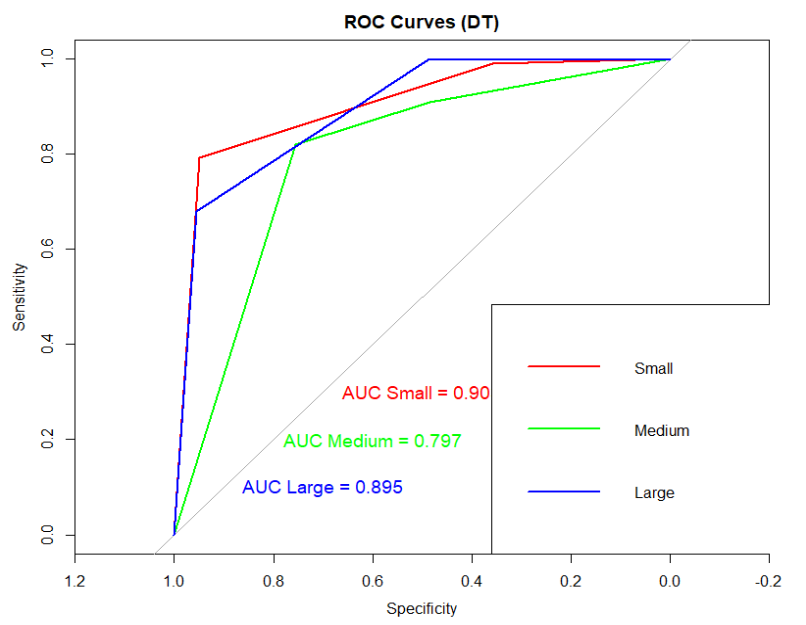 ROC Curves (DT)
Sensitivity
1.0
0.8
0.6
0.4
0.2
0.0
AUC Small = 0.90
AUC Medium = 0.797
AUC Large = 0.895
Small
Medium
Large
1.2 1.0 0.8 0.6 0.4 0.2 0.0 -0.2
Specificity